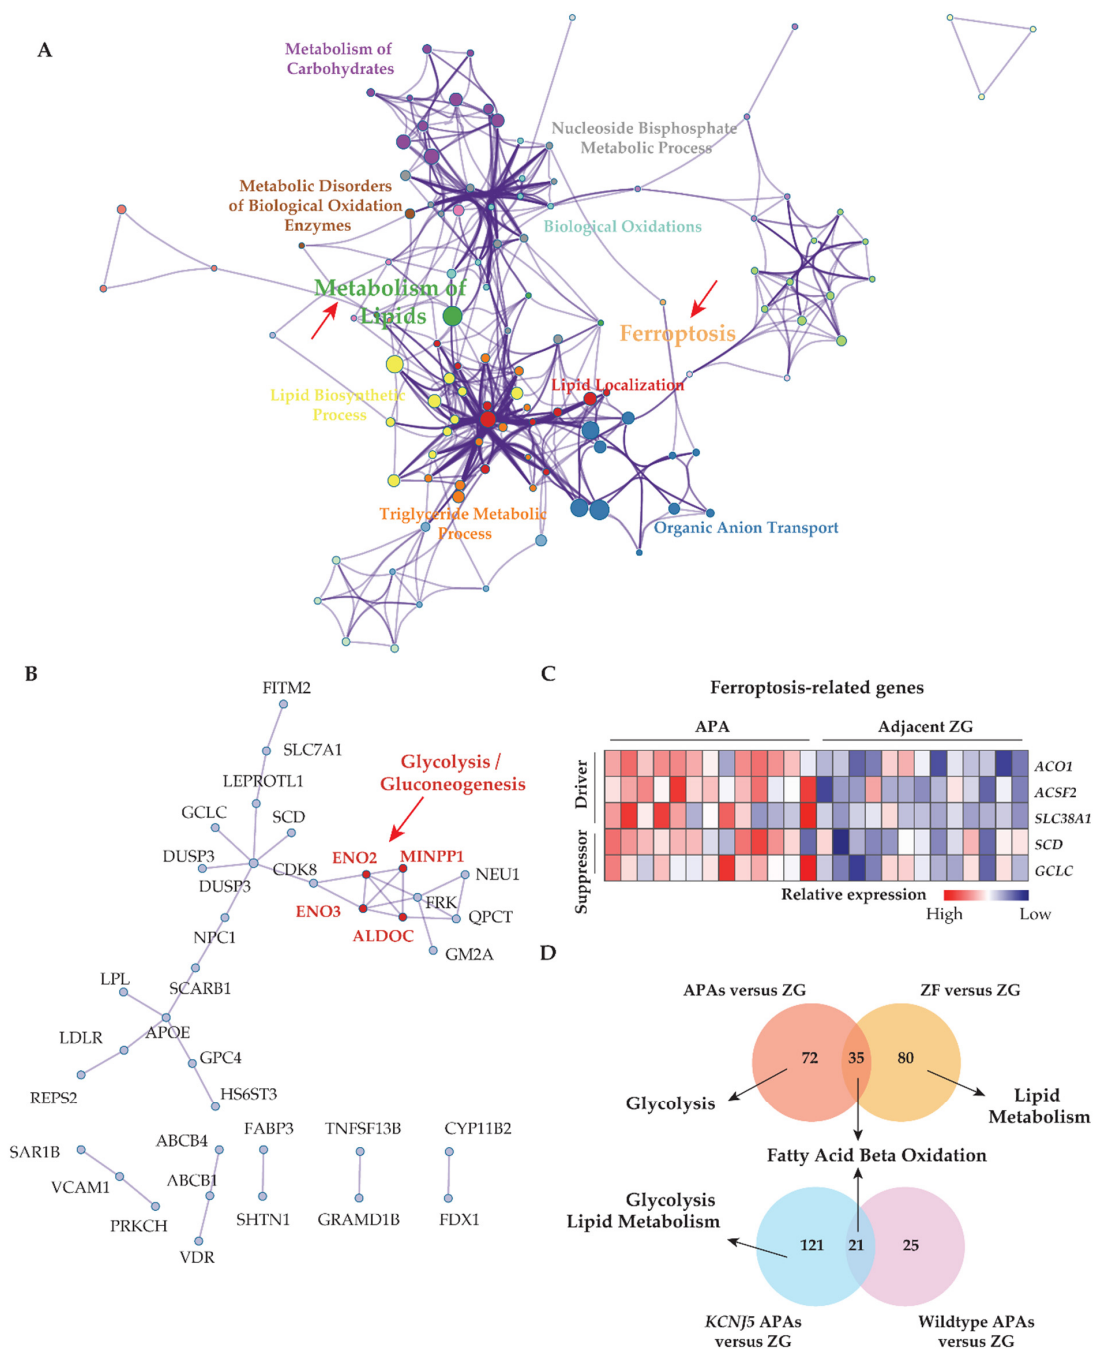 A
Metabolism of
Carbohydrates
Nucleoside Bisphosphate
Metabolic Process
Metabolic Disorders
of Biological Oxidation
Enzymes
Biological Oxidations
Metabolism of
Lipids
Ferroptosis
Lipid Localization
Lipid Biosynthetic
Process
Triglyceride Metabolic
Process
Organic Anion Transport
B
FITM2
SLC7A1
LEPROTL1
GCLC
SCD
DUSP3
CDK8
DUSP3
Glycolysis /
Gluconeogenesis
ENO2
MINPP1
NEU1
FRK
ENO3
QPCT
ALDOC
GM2A
NPC1
LPL
SCARB1
LDLR
APOE
GPC4
REPS2
HS6ST3
SAR1B
ABCB4
FABP3
TNFSF13B
CYP11B2
VCAM1
ABCB1
PRKCH
SHTN1
GRAMD1B
FDX1
VDR
C
Ferroptosis-related genes
APA
Adjacent ZG
Driver
ACO1
ACSF2
SLC38A1
Suppressor
SCD
GCLC
Relative expression
High
Low
D
APAs versus ZG
ZF versus ZG
72
35
80
Glycolysis
Lipid
Metabolism
Fatty Acid Beta Oxidation
Glycolysis
Lipid Metabolism
121
21
25
KCNJ5 APAs
versus ZG
Wildtype APAs
versus ZG